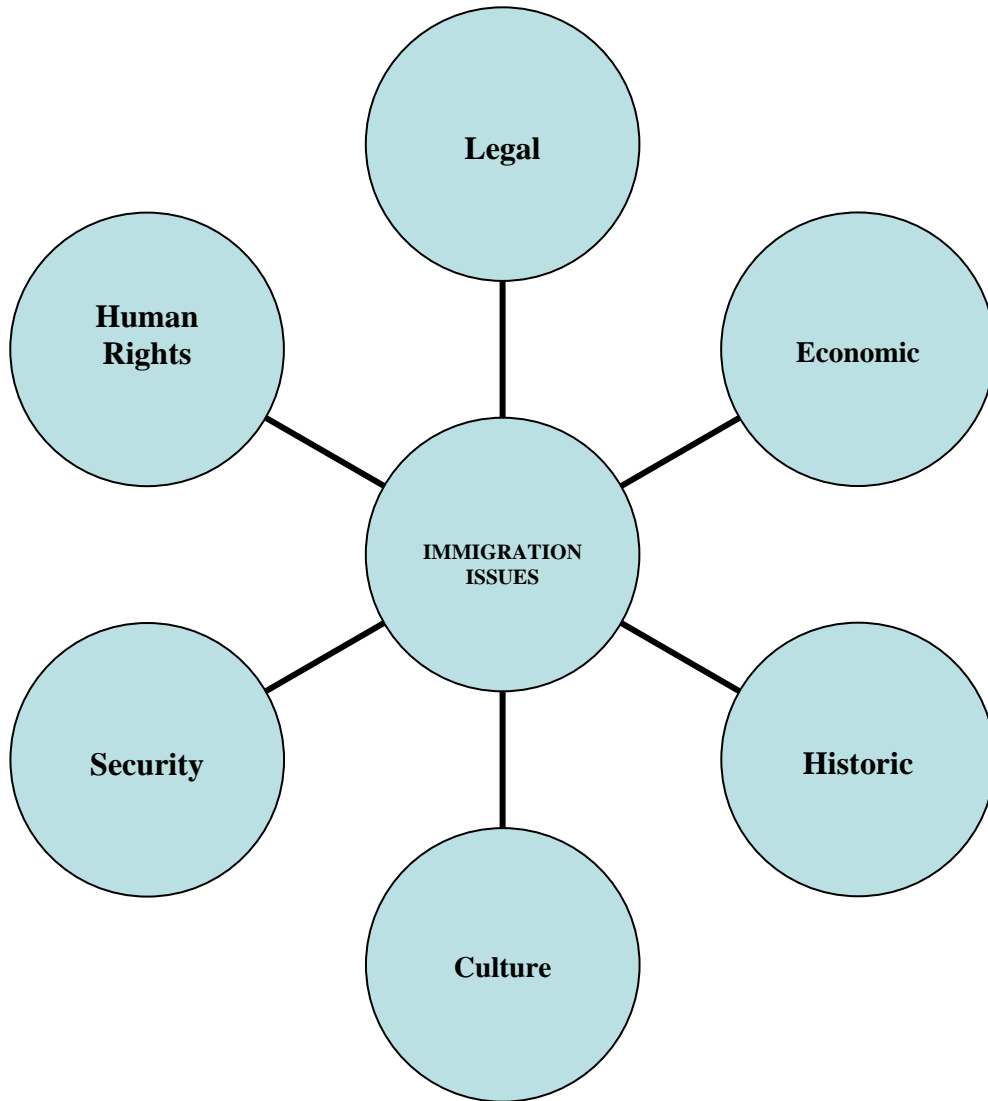 Legal
Human
Rights
Economic
IMMIGRATION
ISSUES
Security
Historic
Culture